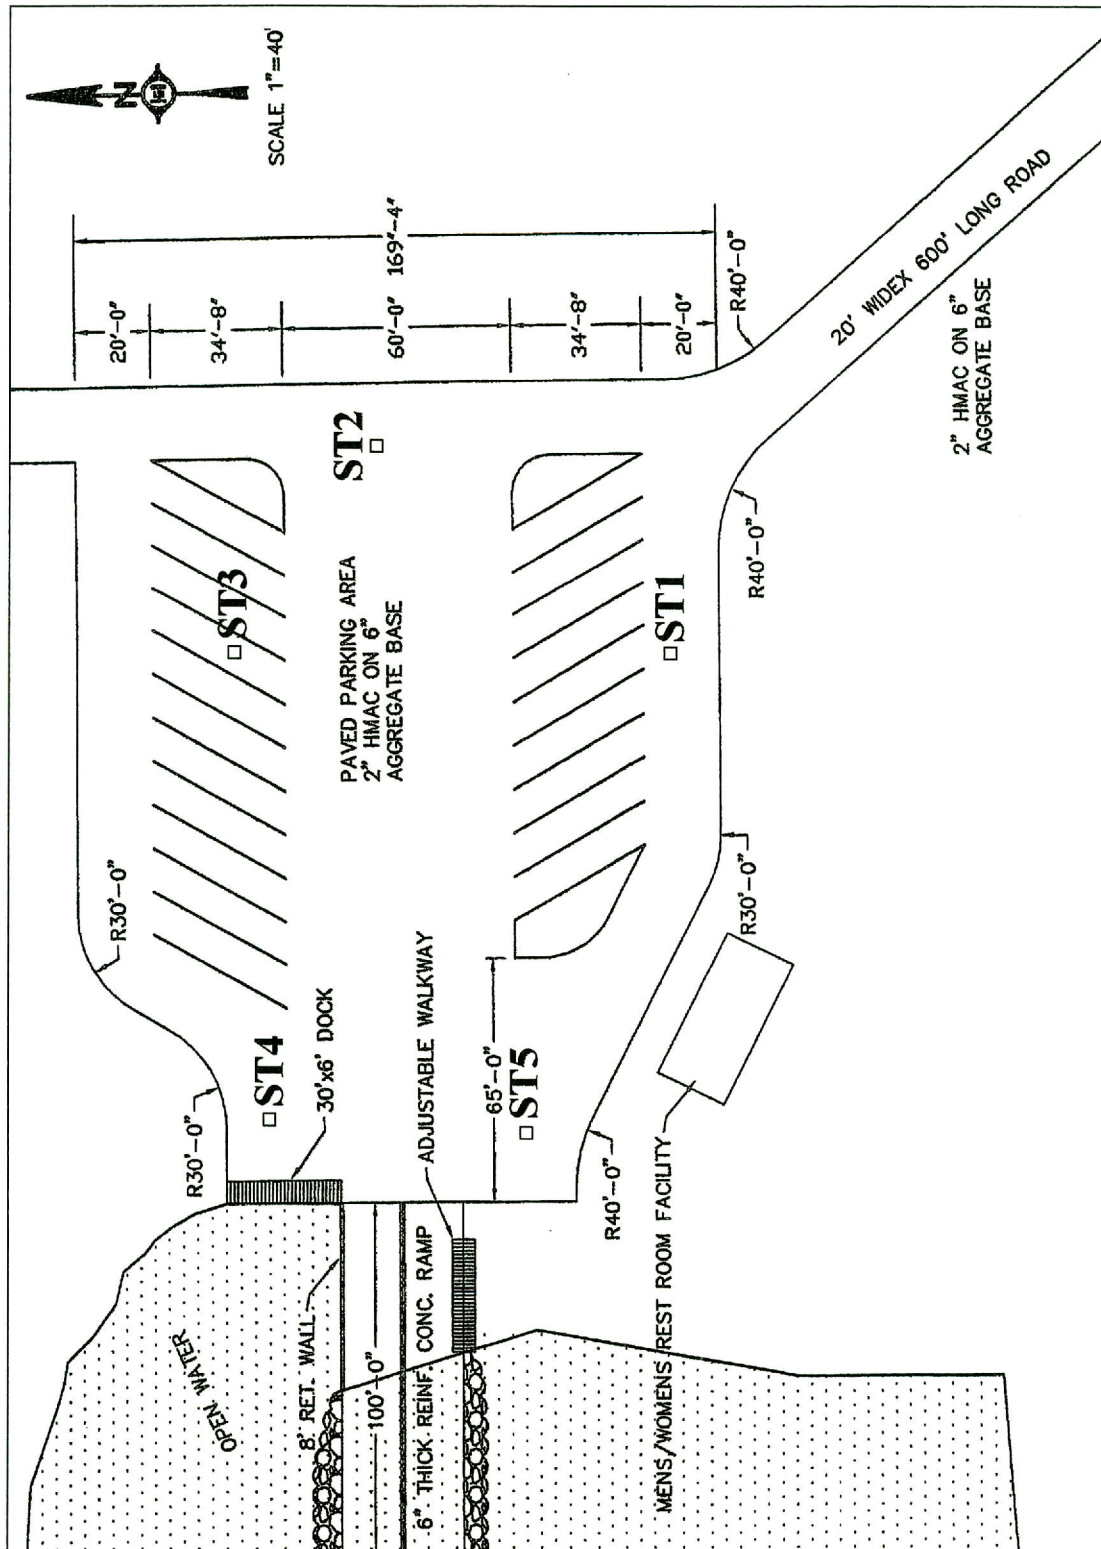 N
SCALE 1"=40'
20'-0"
34'-8"
60'-0"
169'-4"
34'-8"
20'-0"
R40'-0"
20' WIDEX 600' LONG ROAD
2" HMAC ON 6"
AGGREGATE BASE
ST2
ST3
PAVED PARKING AREA
2" HMAC ON 6"
AGGREGATE BASE
ST1
R40'-0"
R30'-0"
R30'-0"
ST4
30'x6' DOCK
ADJUSTABLE WALKWAY
65'-0"
ST5
R30'-0"
R40'-0"
MENS/WOMENS REST ROOM FACILITY
OPEN WATER
8' RET. WALL
100'-0"
6" THICK REINF. CONC. RAMP